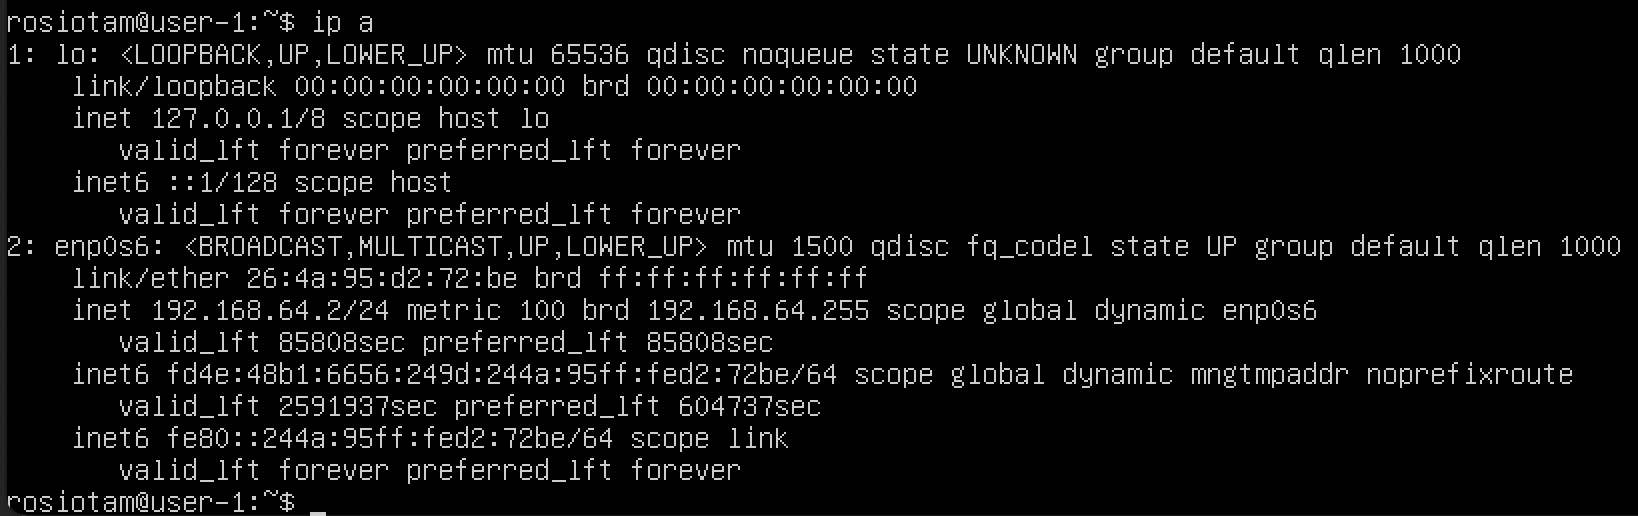 rosiotam@user-1:~$ ip a
1: lo: <LOOPBACK,UP,LOWER_UP> mtu 65536 qdisc noqueue state UNKNOWN group default qlen 1000
    link/loopback 00:00:00:00:00:00 brd 00:00:00:00:00:00
    inet 127.0.0.1/8 scope host lo
       valid_lft forever preferred_lft forever
    inet6 ::1/128 scope host
       valid_lft forever preferred_lft forever
2: enp0s6: <BROADCAST,MULTICAST,UP,LOWER_UP> mtu 1500 qdisc fq_codel state UP group default qlen 1000
    link/ether 26:4a:95:d2:72:be brd ff:ff:ff:ff:ff:ff
    inet 192.168.64.2/24 metric 100 brd 192.168.64.255 scope global dynamic enp0s6
       valid_lft 85808sec preferred_lft 85808sec
    inet6 fd4e:48b1:6656:249d:244a:95ff:fed2:72be/64 scope global dynamic mngtmpaddr noprefixroute
       valid_lft 2591937sec preferred_lft 604737sec
    inet6 fe80::244a:95ff:fed2:72be/64 scope link
       valid_lft forever preferred_lft forever
rosiotam@user-1:~$ _